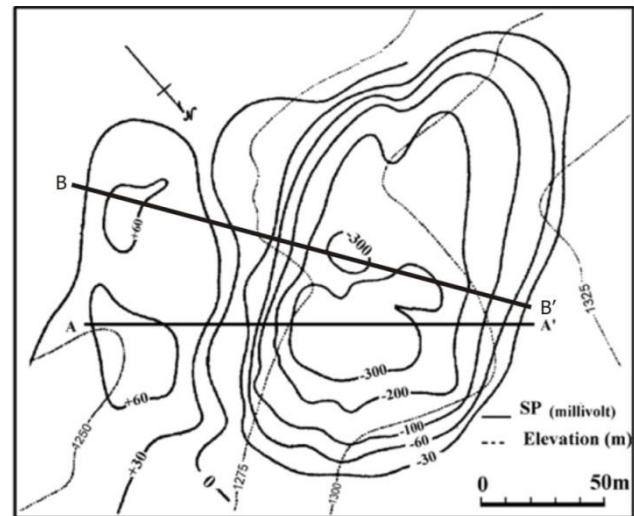 N
B
+60
-300
B'
1325
A
A'
-300
+60
-200
1250
+30
0
1275
1300
-100
-60
-30
SP (millivolt)
Elevation (m)
0 50m